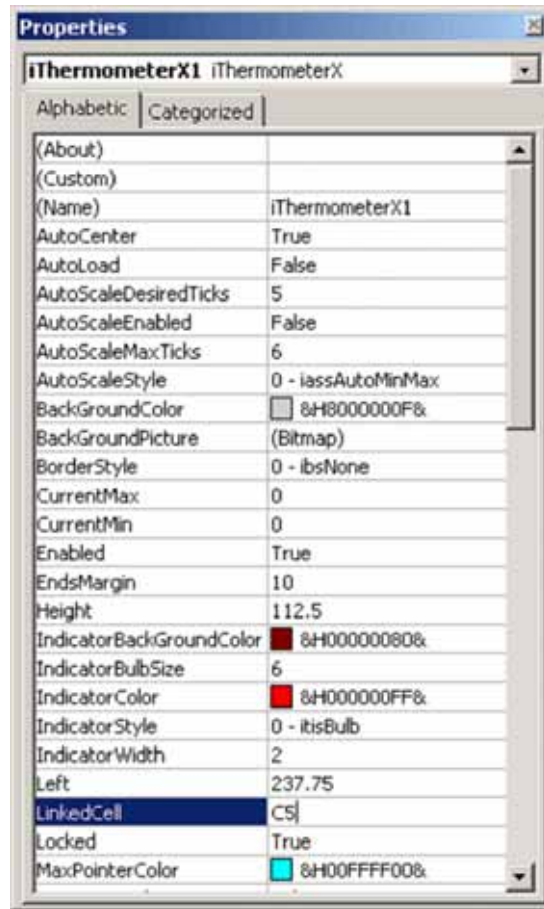 Properties
iThermometerX1 iThermometerX
Alphabetic Categorized
(About)
(Custom)
(Name) iThermometerX1
AutoCenter True
AutoLoad False
AutoScaleDesiredTicks 5
AutoScaleEnabled False
AutoScaleMaxTicks 6
AutoScaleStyle 0 - iassAutoMinMax
BackGroundColor &H8000000F&
BackGroundPicture (Bitmap)
BorderStyle 0 - ibsNone
CurrentMax 0
CurrentMin 0
Enabled True
EndsMargin 10
Height 112.5
IndicatorBackGroundColor &H00000080&
IndicatorBulbSize 6
IndicatorColor &H000000FF&
IndicatorStyle 0 - itisBulb
IndicatorWidth 2
Left 237.75
LinkedCell C5
Locked True
MaxPointerColor &H00FFFF00&